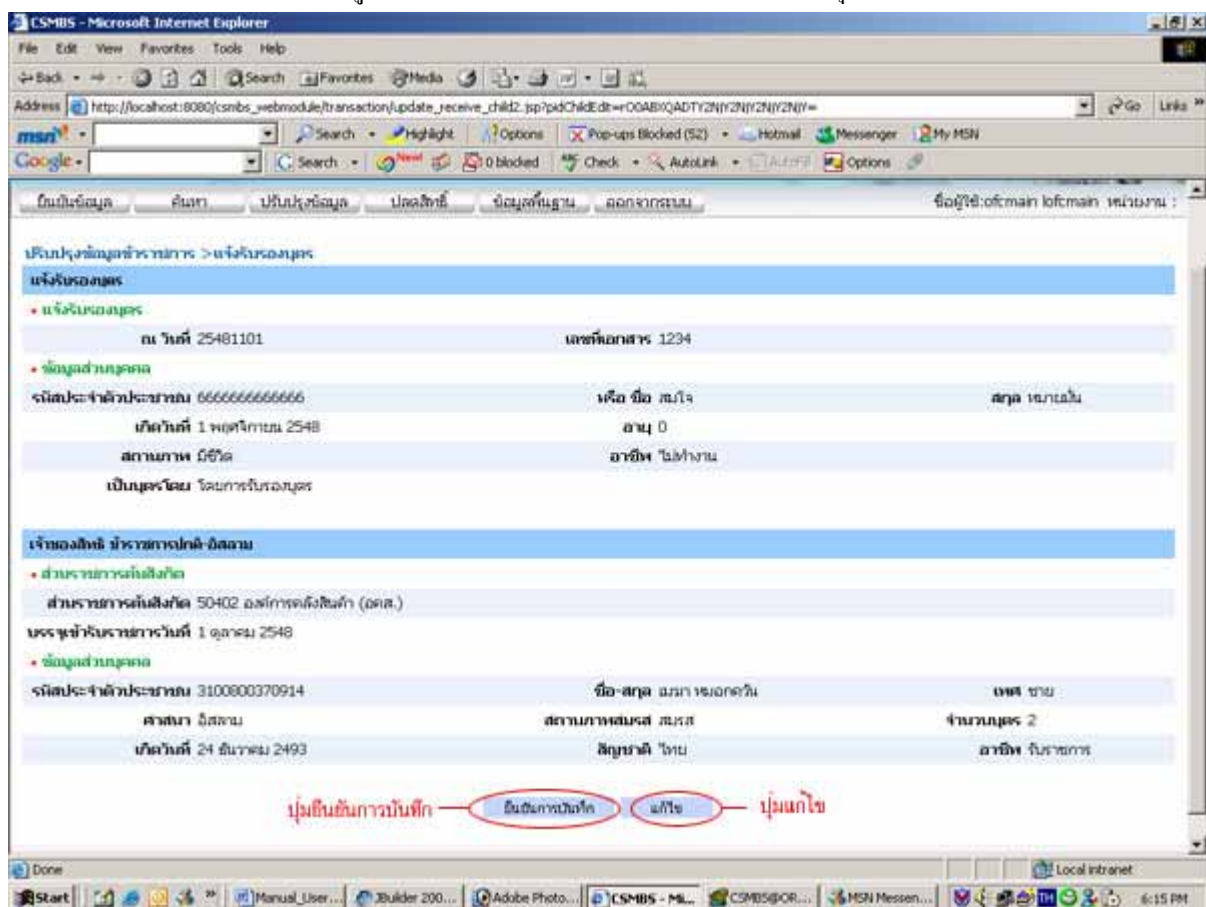 CSMBS - Microsoft Internet Explorer
File Edit View Favorites Tools Help
Back Search Favorites Media
Address http://localhost:8080/csmbs_webmodule/transaction/update_receive_child2.jsp?pidChildEdit=rO0ABXQADTY2NjY2NjY2NjY2NjY= Go Links
msn Search Highlight Options Pop-ups Blocked (52) Hotmail Messenger My MSN
Google Search New! 0 blocked Check AutoLink AutoFill Options
ยืนยันข้อมูล ค้นหา ปรับปรุงข้อมูล ปลดสิทธิ์ ข้อมูลพื้นฐาน ออกจากระบบ ชื่อผู้ใช้:ofcmain lofcmain หน่วยงาน :
ปรับปรุงข้อมูลข้าราชการ >แจ้งรับรองบุตร
แจ้งรับรองบุตร
แจ้งรับรองบุตร
ณ วันที่ 25481101 เลขที่เอกสาร 1234
ข้อมูลส่วนบุคคล
รหัสประจำตัวประชาชน 6666666666666 หรือ ชื่อ สมใจ สกุล หมายมั่น
เกิดวันที่ 1 พฤศจิกายน 2548 อายุ 0
สถานภาพ มีชีวิต อาชีพ ไม่ทำงาน
เป็นบุตรโดย โดยการรับรองบุตร
เจ้าของสิทธิ ข้าราชการปกติ-อิสลาม
ส่วนราชการต้นสังกัด
ส่วนราชการต้นสังกัด 50402 องค์การคลังสินค้า (อคส.)
บรรจุเข้ารับราชการวันที่ 1 ตุลาคม 2548
ข้อมูลส่วนบุคคล
รหัสประจำตัวประชาชน 3100800370914 ชื่อ-สกุล หมอกควัน เพศ ชาย
ศาสนา อิสลาม สถานภาพสมรส สมรส จำนวนบุตร 2
เกิดวันที่ 24 ธันวาคม 2493 สัญชาติ ไทย อาชีพ รับราชการ
ปุ่มยืนยันการบันทึก ยืนยันการบันทึก แก้ไข ปุ่มแก้ไข
Done Local intranet
Start Manual_User... JBuilder 200... Adobe Photo... CSMBS - Mi... CSMBS@OR... MSN Messen... TH 6:15 PM